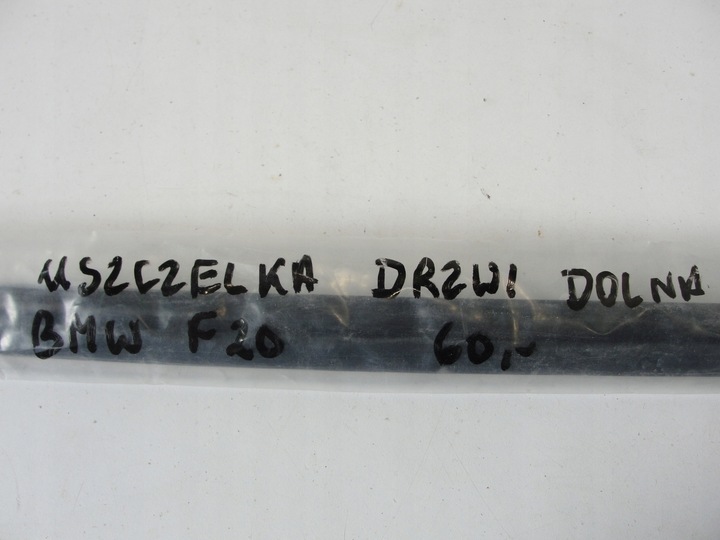 USZCZELKA DRZWI DOLNA
BMW F20 60,-